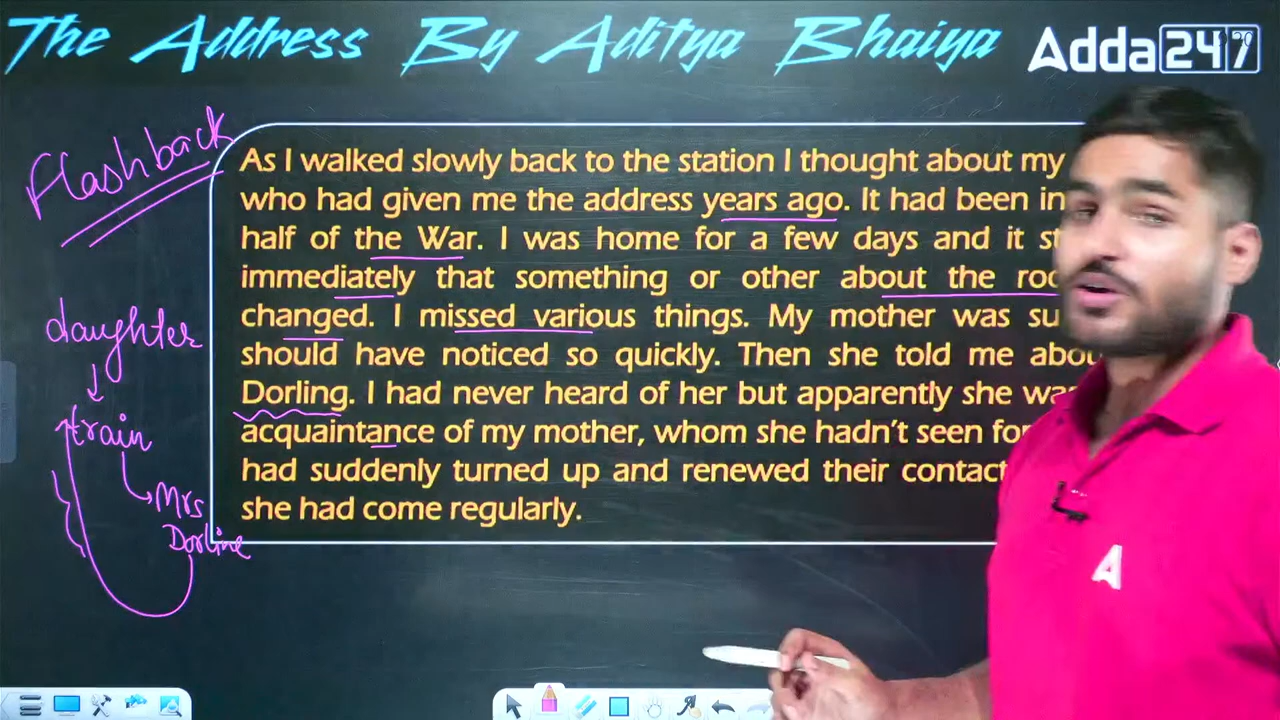 The Address By Aditya Bhaiya
Adda 247
Flashback
As I walked slowly back to the station I thought about my
who had given me the address years ago. It had been in
half of the War. I was home for a few days and it st
immediately that something or other about the roo
changed. I missed various things. My mother was su
should have noticed so quickly. Then she told me abou
Dorling. I had never heard of her but apparently she was
acquaintance of my mother, whom she hadn't seen for
had suddenly turned up and renewed their contact
she had come regularly.
daughter
train
Mrs
Dorline
A